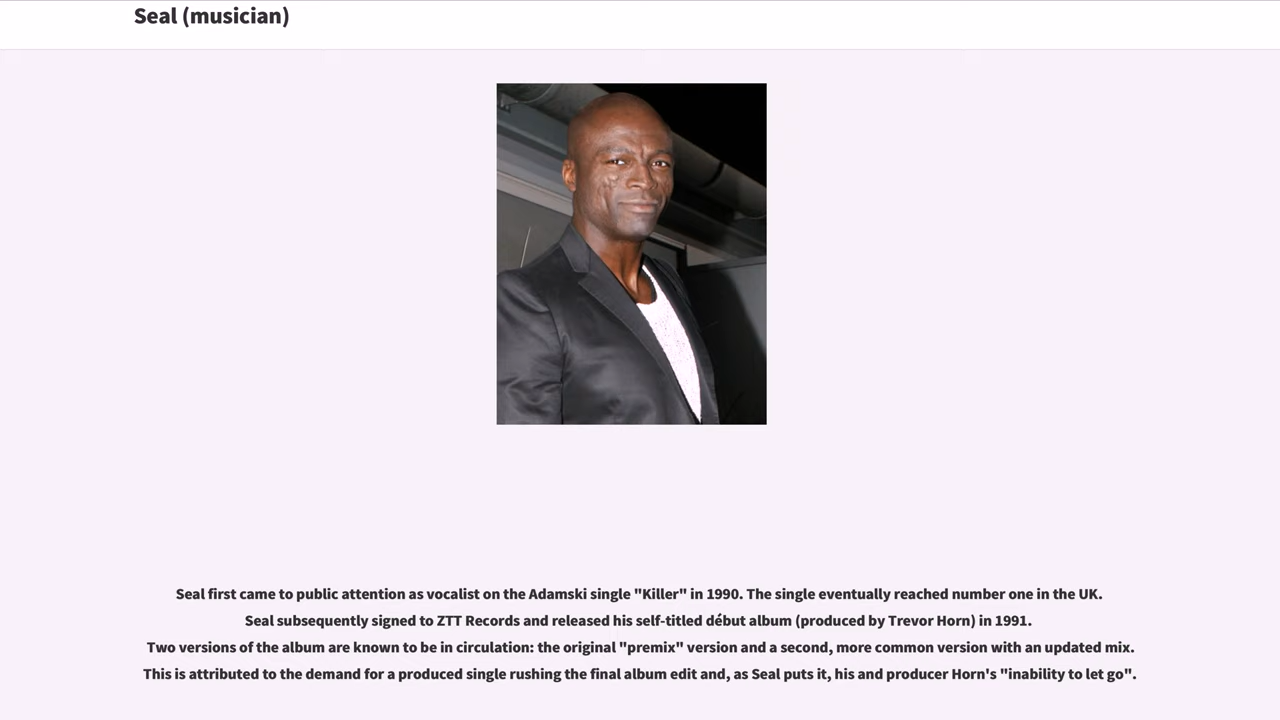 Seal (musician)
Seal first came to public attention as vocalist on the Adamski single "Killer" in 1990. The single eventually reached number one in the UK.
Seal subsequently signed to ZTT Records and released his self-titled début album (produced by Trevor Horn) in 1991.
Two versions of the album are known to be in circulation: the original "premix" version and a second, more common version with an updated mix.
This is attributed to the demand for a produced single rushing the final album edit and, as Seal puts it, his and producer Horn's "inability to let go".